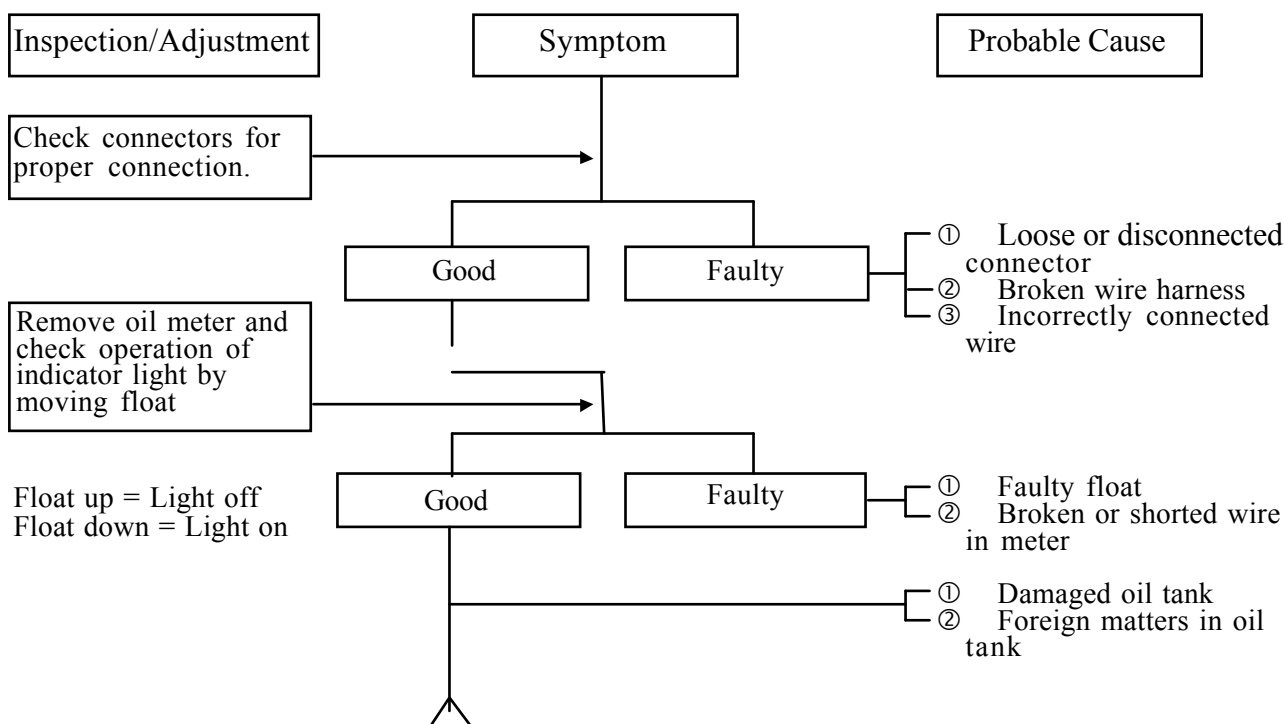 Inspection/Adjustment
Symptom
Probable Cause
Check connectors for
proper connection.
Good
Faulty
① Loose or disconnected
connector
② Broken wire harness
③ Incorrectly connected
wire
Remove oil meter and
check operation of
indicator light by
moving float
Float up = Light off
Float down = Light on
Good
Faulty
① Faulty float
② Broken or shorted wire
in meter
① Damaged oil tank
② Foreign matters in oil
tank